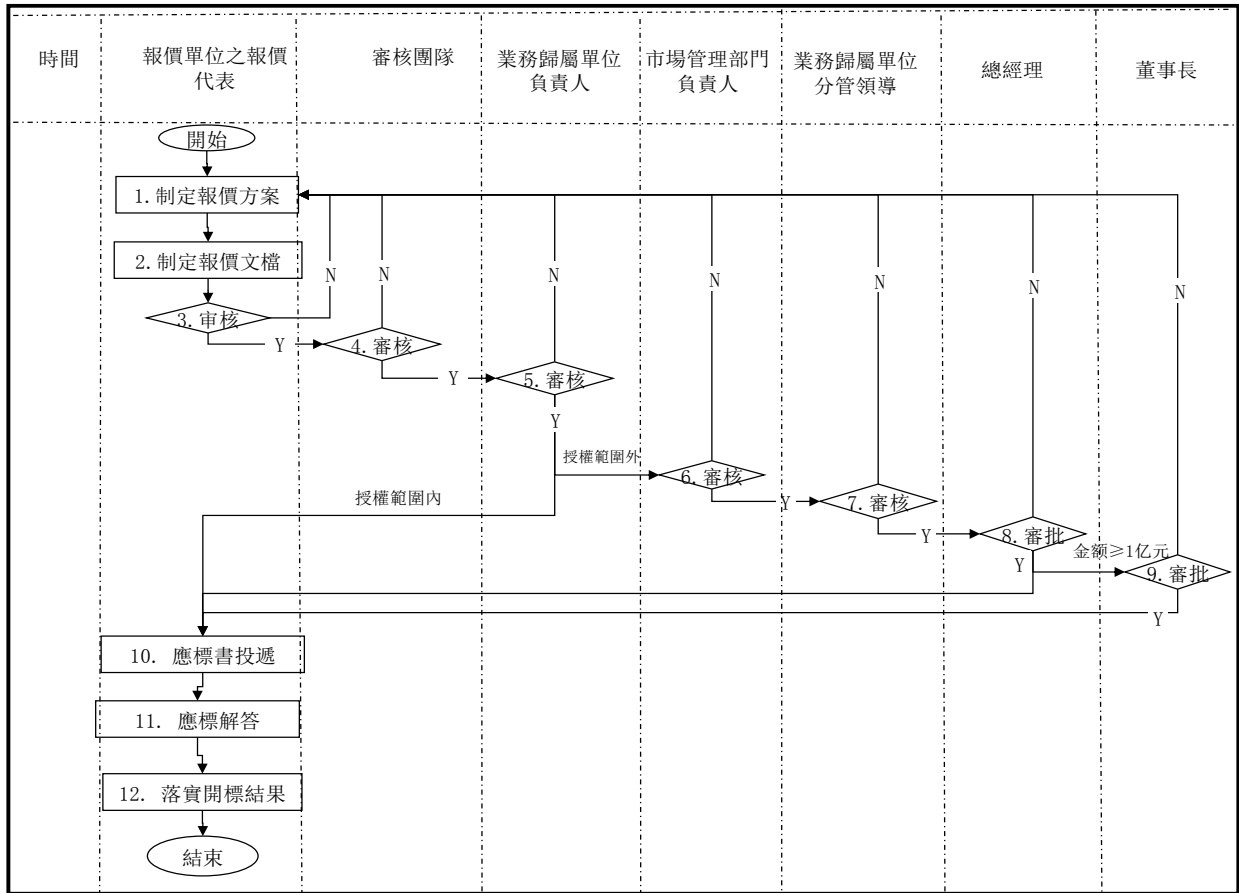 時間
報價單位之報價
代表
審核團隊
業務歸屬單位
負責人
市場管理部門
負責人
業務歸屬單位
分管領導
總經理
董事長
開始
1.制定報價方案
2.制定報價文檔
N
N
N
N
N
N
N
3.审核
Y
4.審核
Y
5.審核
Y
授權範圍外
6.審核
授權範圍內
Y
7.審核
Y
8.審批
金额≥1亿元
Y
9.審批
Y
10. 應標書投遞
11. 應標解答
12. 落實開標結果
結束